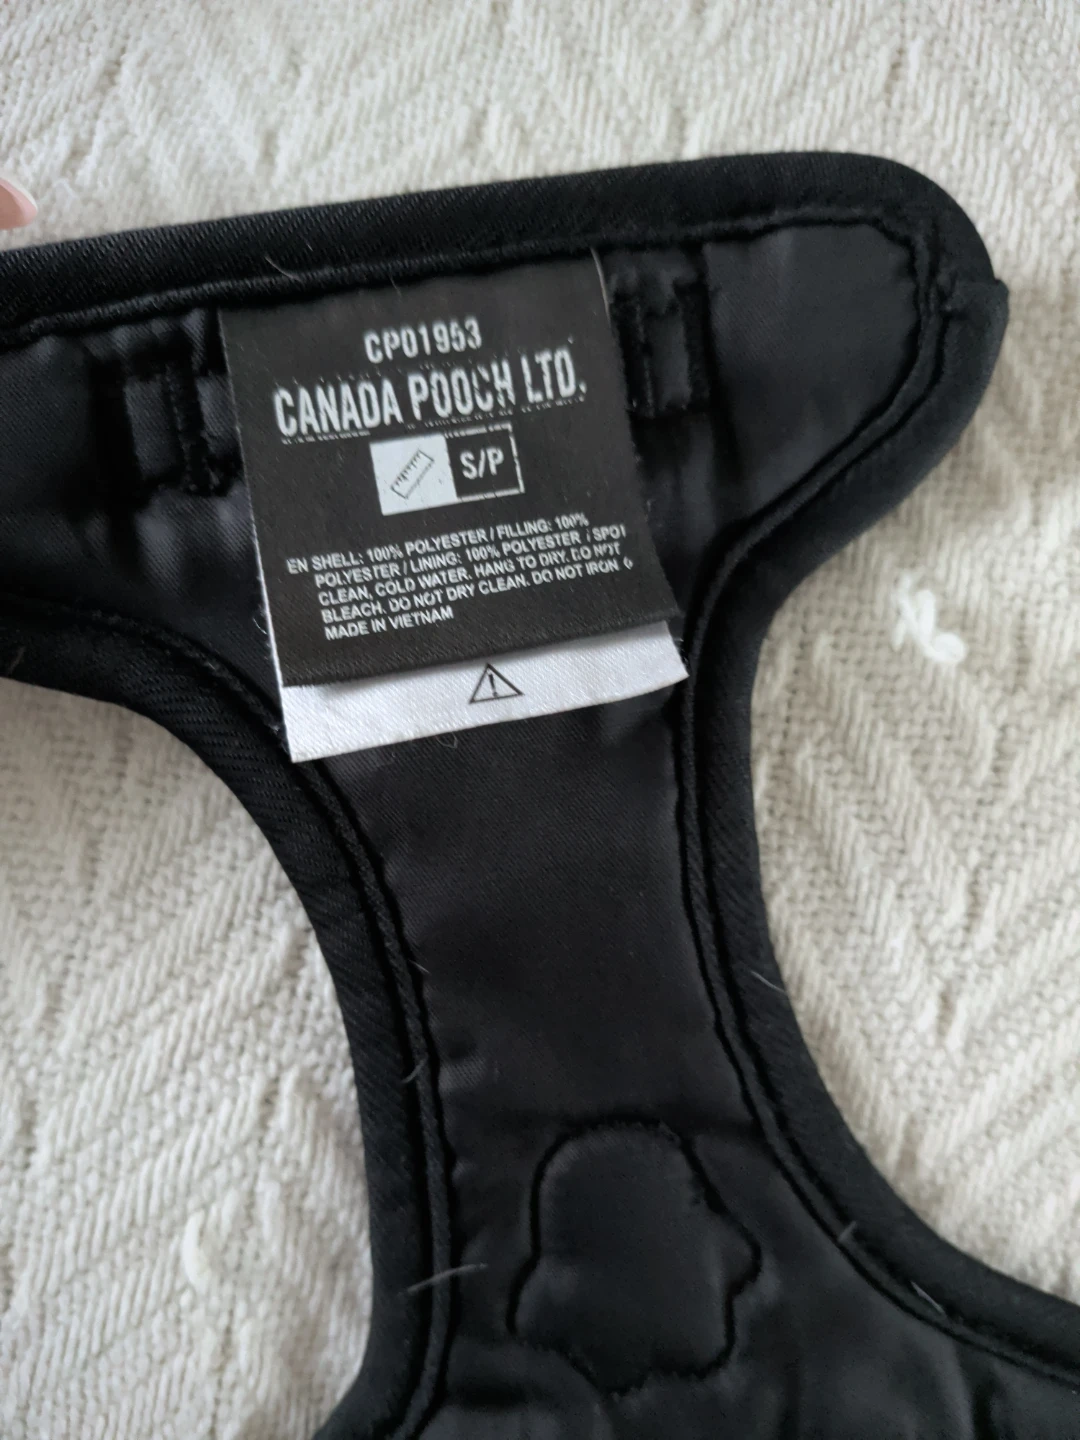 CP01953
CANADA POOCH LTD.
S/P
EN SHELL: 100% POLYESTER / FILLING: 100%
POLYESTER / LINING: 100% POLYESTER / SPOT
CLEAN, COLD WATER. HANG TO DRY. DO NOT
BLEACH. DO NOT DRY CLEAN. DO NOT IRON
MADE IN VIETNAM